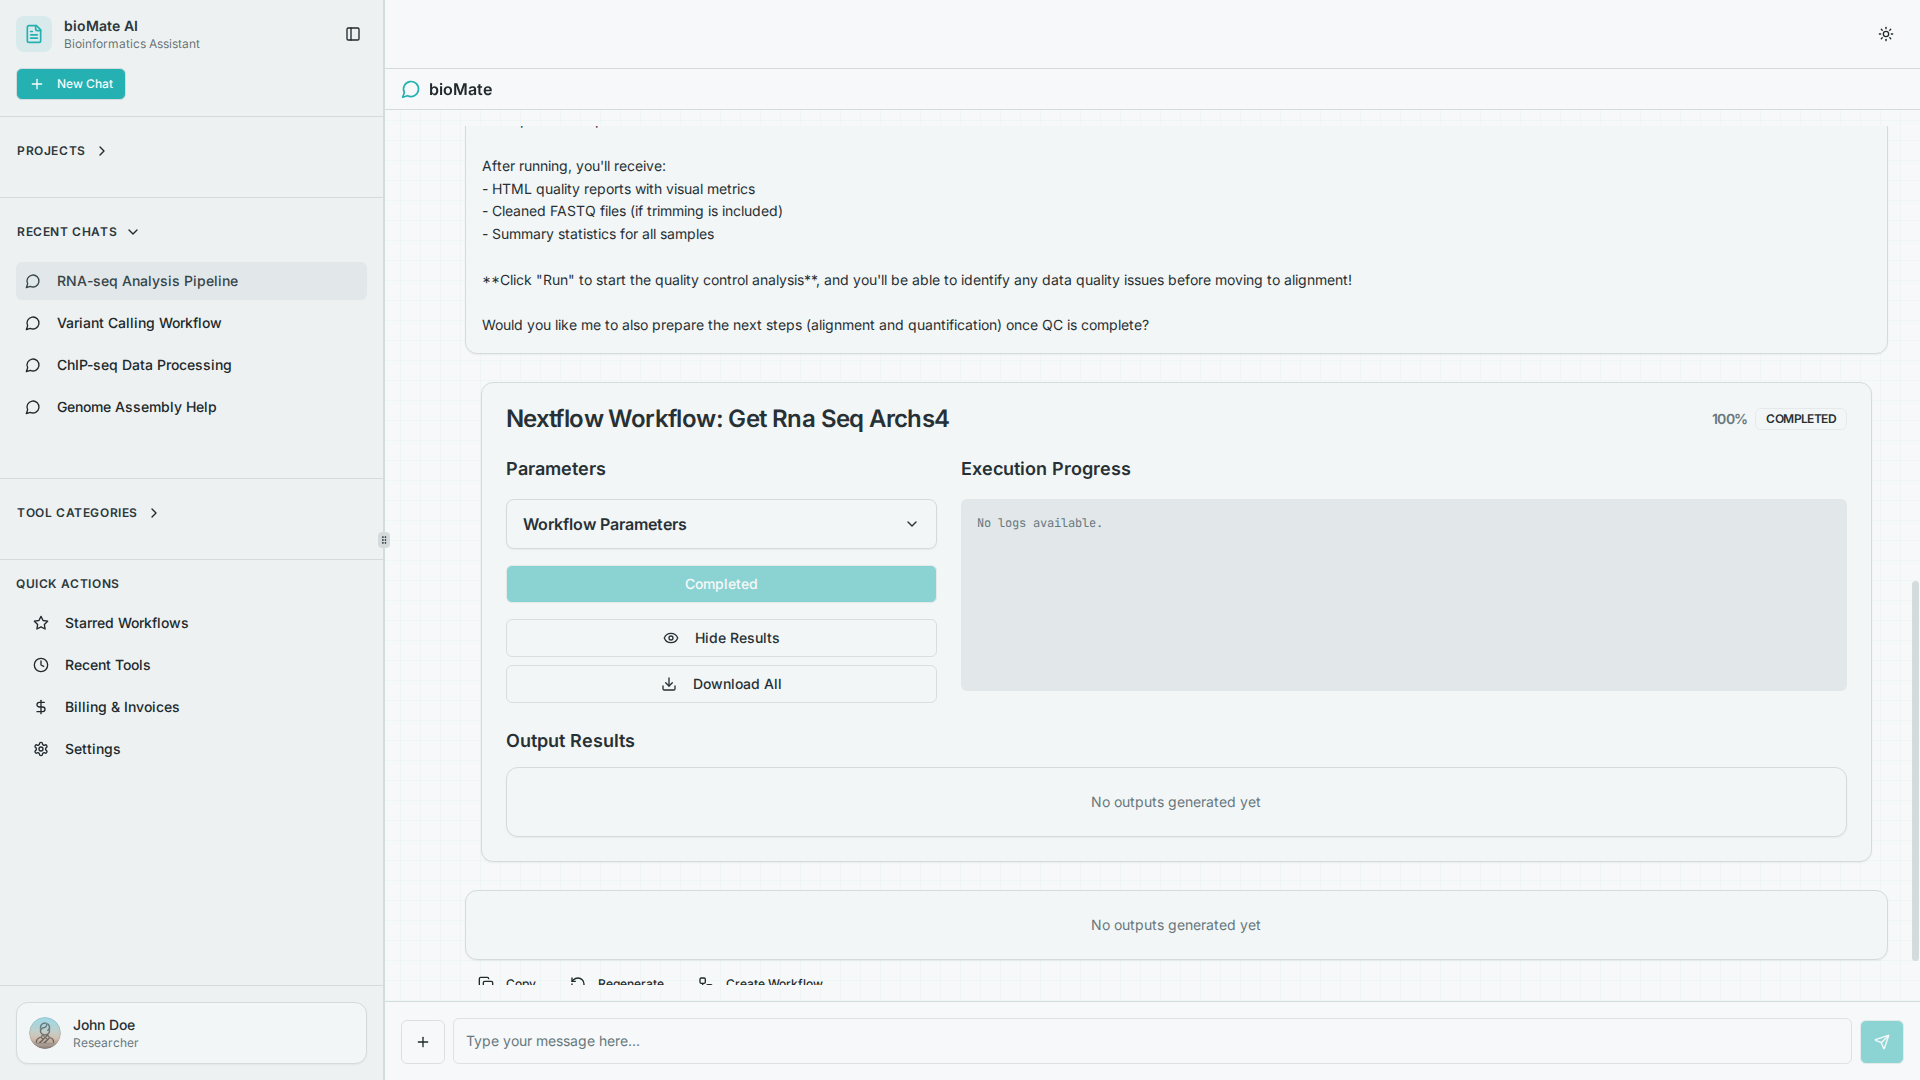 bioMate AI
Bioinformatics Assistant
New Chat
PROJECTS
RECENT CHATS
RNA-seq Analysis Pipeline
Variant Calling Workflow
ChIP-seq Data Processing
Genome Assembly Help
TOOL CATEGORIES
QUICK ACTIONS
Starred Workflows
Recent Tools
Billing & Invoices
Settings
John Doe
Researcher
bioMate
After running, you'll receive:
- HTML quality reports with visual metrics
- Cleaned FASTQ files (if trimming is included)
- Summary statistics for all samples
**Click "Run" to start the quality control analysis**, and you'll be able to identify any data quality issues before moving to alignment!
Would you like me to also prepare the next steps (alignment and quantification) once QC is complete?
Nextflow Workflow: Get Rna Seq Archs4
100% COMPLETED
Parameters
Workflow Parameters
Completed
Hide Results
Download All
Execution Progress
No logs available.
Output Results
No outputs generated yet
No outputs generated yet
Copy Regenerate Create Workflow
Type your message here...